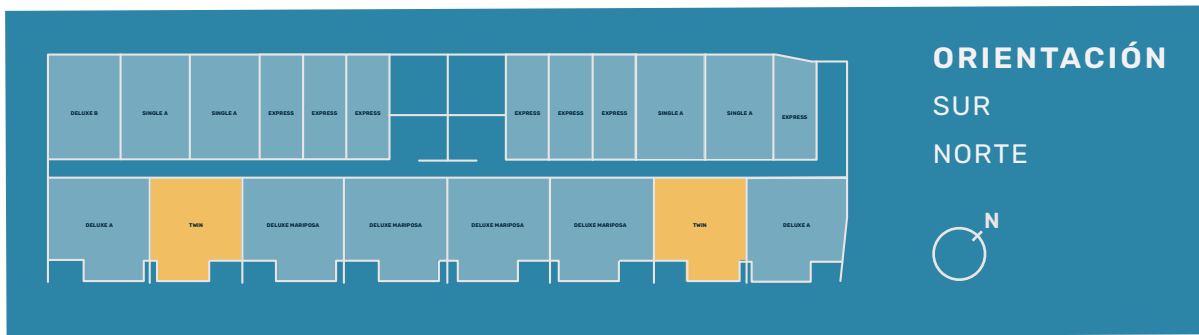 ORIENTACIÓN
SUR
NORTE
N
DELUXE B
SINGLE A
SINGLE A
EXPRESS
EXPRESS
EXPRESS
EXPRESS
EXPRESS
EXPRESS
SINGLE A
SINGLE A
EXPRESS
DELUXE A
TWIN
DELUXE MARIPOSA
DELUXE MARIPOSA
DELUXE MARIPOSA
DELUXE MARIPOSA
TWIN
DELUXE A